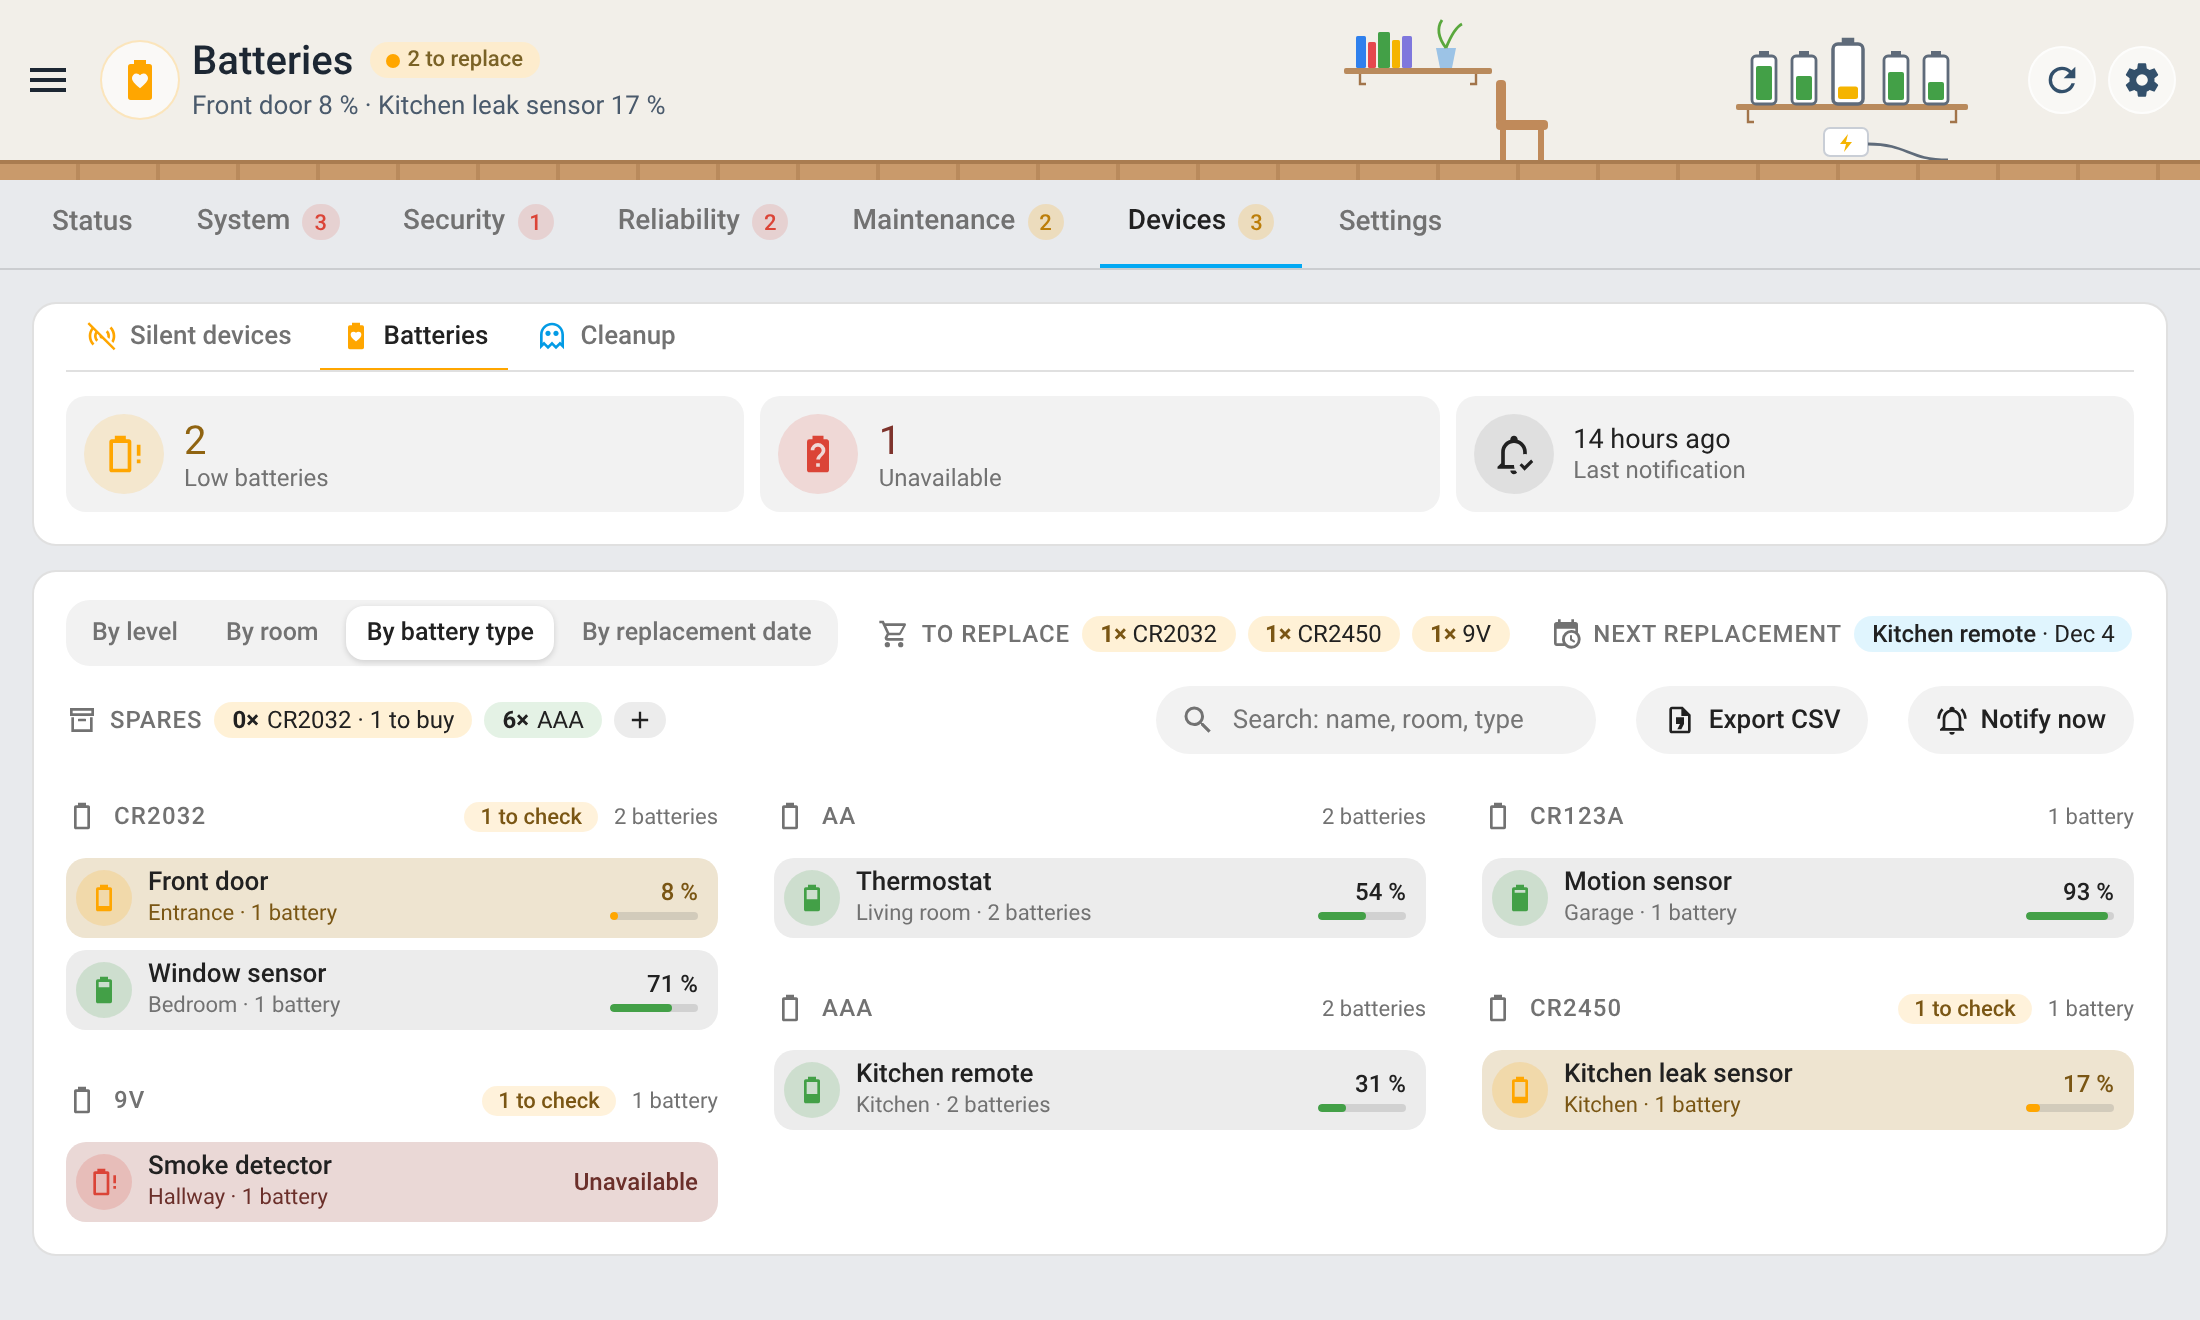 Batteries
2 to replace
Front door 8 % · Kitchen leak sensor 17 %
Status
System 3
Security 1
Reliability 2
Maintenance 2
Devices 3
Settings
Silent devices
Batteries
Cleanup
2
Low batteries
1
Unavailable
14 hours ago
Last notification
By level
By room
By battery type
By replacement date
TO REPLACE 1× CR2032 1× CR2450 1× 9V
NEXT REPLACEMENT Kitchen remote · Dec 4
SPARES 0× CR2032 · 1 to buy 6× AAA +
Search: name, room, type
Export CSV
Notify now
CR2032 1 to check 2 batteries
Front door 8 %
Entrance · 1 battery
Window sensor 71 %
Bedroom · 1 battery
9V 1 to check 1 battery
Smoke detector Unavailable
Hallway · 1 battery
AA 2 batteries
Thermostat 54 %
Living room · 2 batteries
AAA 2 batteries
Kitchen remote 31 %
Kitchen · 2 batteries
CR123A 1 battery
Motion sensor 93 %
Garage · 1 battery
CR2450 1 to check 1 battery
Kitchen leak sensor 17 %
Kitchen · 1 battery